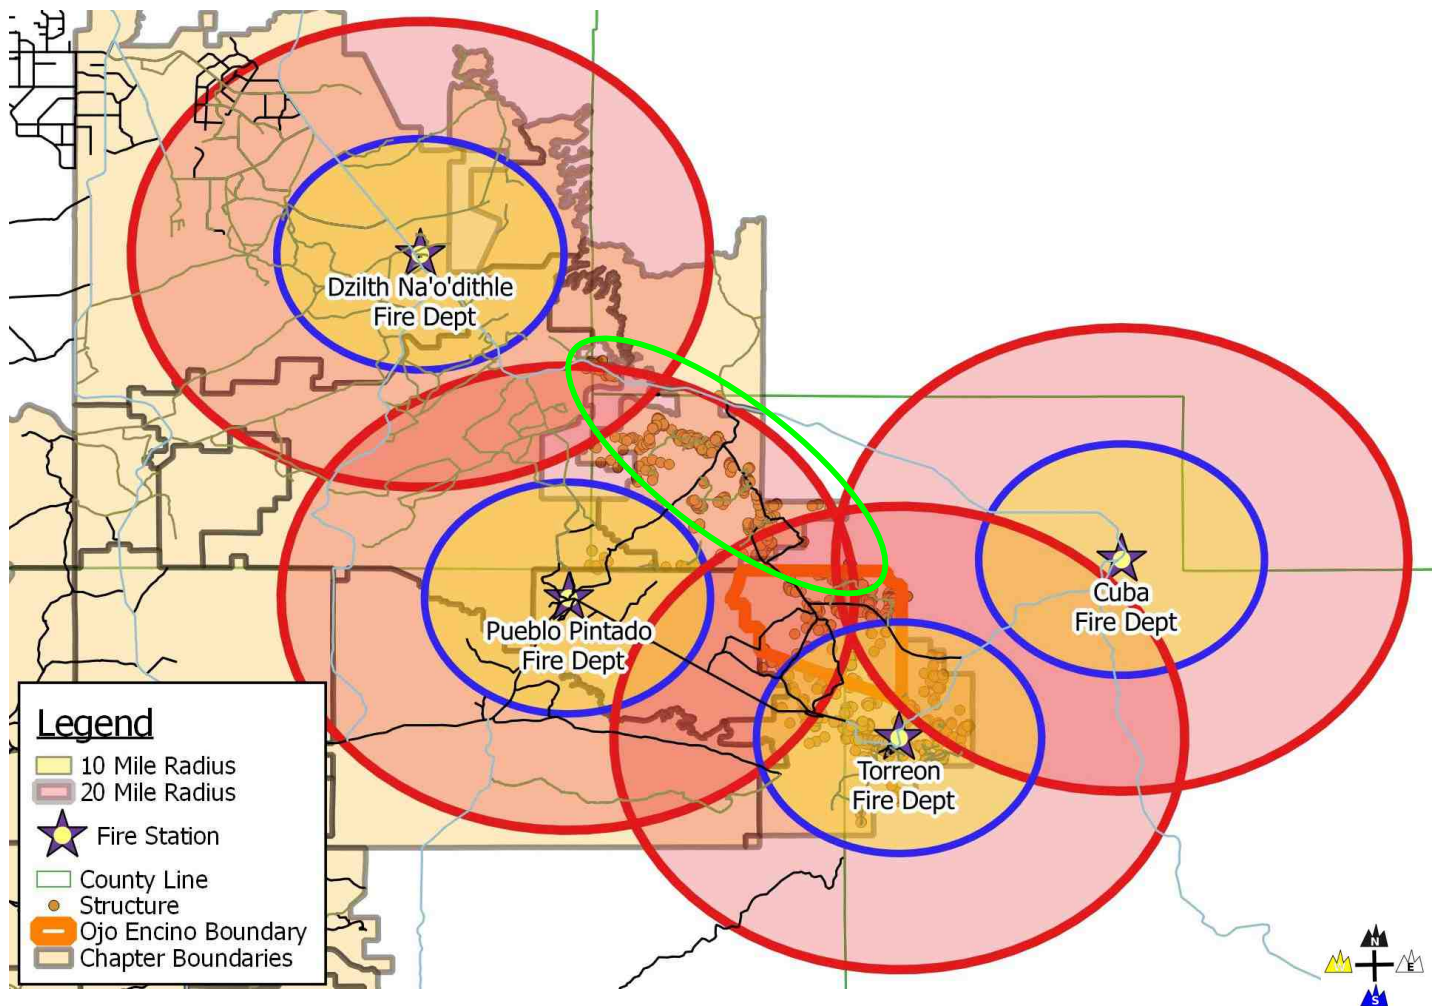 Dzilth Na'o'dithle
Fire Dept
Cuba
Fire Dept
Pueblo Pintado
Fire Dept
Torreon
Fire Dept
Legend
10 Mile Radius
20 Mile Radius
Fire Station
County Line
Structure
Ojo Encino Boundary
Chapter Boundaries
N
E
S